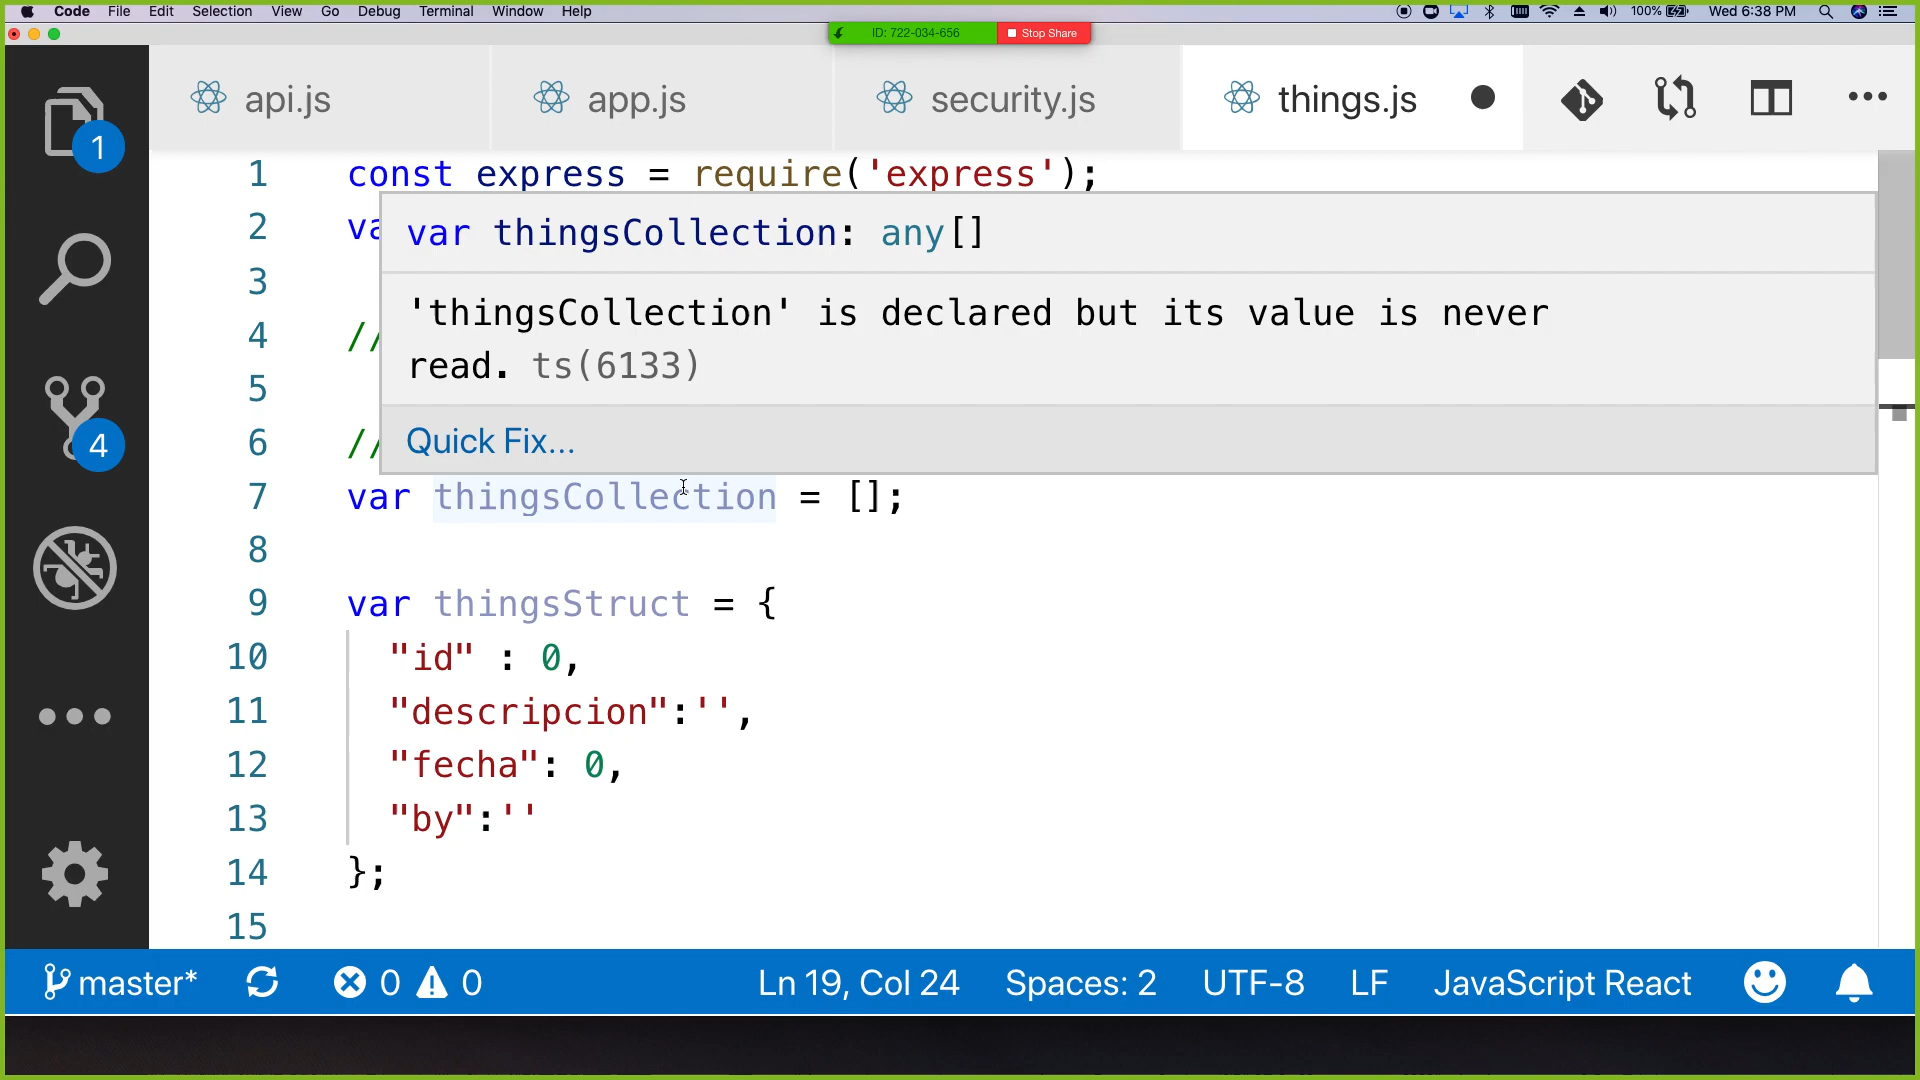 Code File Edit Selection View Go Debug Terminal Window Help 100% Wed 6:38 PM
ID: 722-034-656 Stop Share
api.js app.js security.js things.js
1
4
1 const express = require('express');
2 va
var thingsCollection: any[]
3
'thingsCollection' is declared but its value is never
4 //
read. ts(6133)
5
6 //
Quick Fix...
7 var thingsCollection = [];
8
9 var thingsStruct = {
10 "id" : 0,
11 "descripcion":'',
12 "fecha": 0,
13 "by":''
14 };
15
master* 0 0 Ln 19, Col 24 Spaces: 2 UTF-8 LF JavaScript React